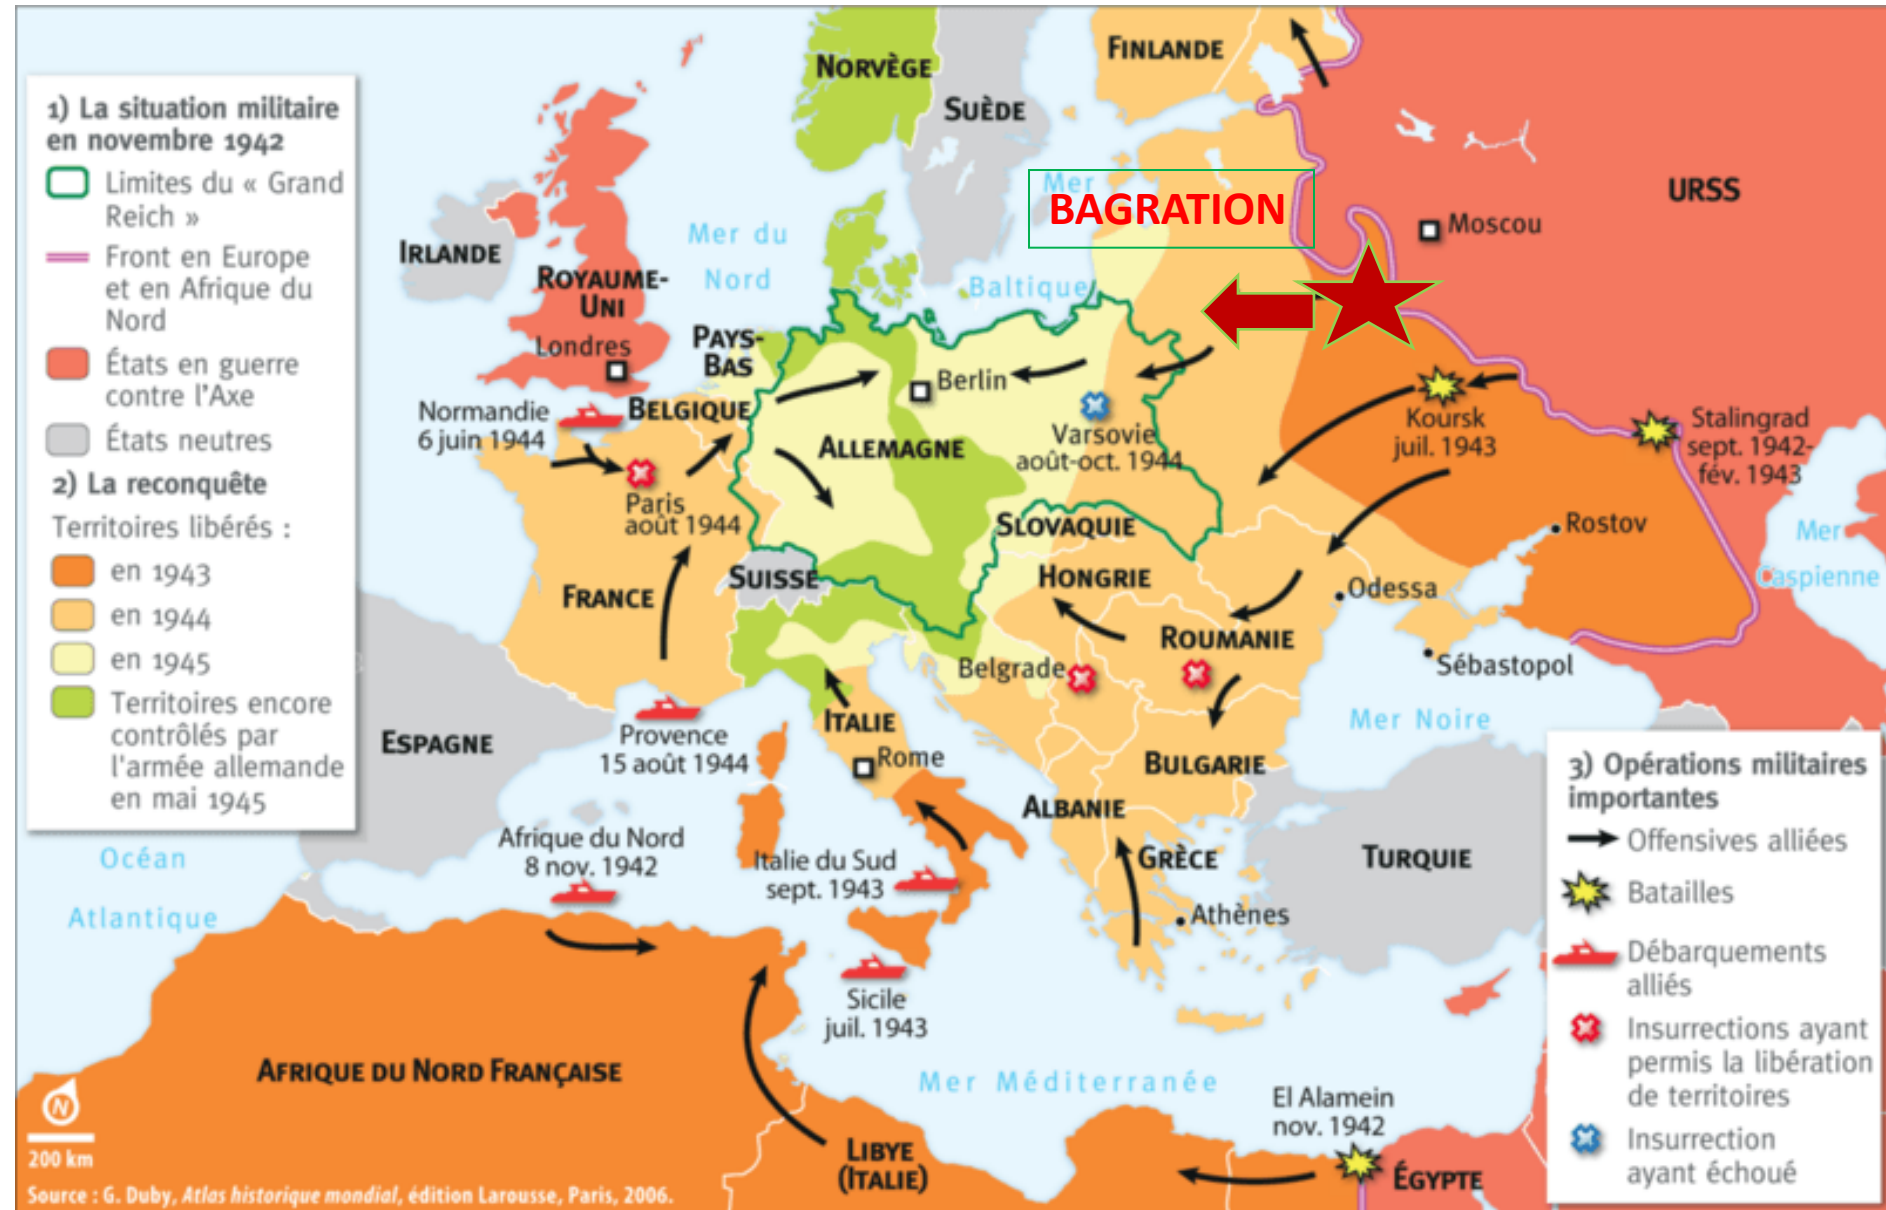 1) La situation militaire
en novembre 1942
Limites du « Grand
Reich »
Front en Europe
et en Afrique du
Nord
États en guerre
contre l'Axe
États neutres
2) La reconquête
Territoires libérés :
en 1943
en 1944
en 1945
Territoires encore
contrôlés par
l'armée allemande
en mai 1945
NORVÈGE
SUÈDE
FINLANDE
URSS
Moscou
Mer
BAGRATION
Baltique
Mer du
Nord
IRLANDE
ROYAUME-
UNI
Londres
PAYS-
BAS
BELGIQUE
Berlin
ALLEMAGNE
Varsovie
août-oct. 1944
Koursk
juil. 1943
Stalingrad
sept. 1942-
fév. 1943
Normandie
6 juin 1944
Paris
août 1944
SLOVAQUIE
Rostov
Mer
Caspienne
FRANCE
SUISSE
HONGRIE
Odessa
ROUMANIE
Belgrade
Sébastopol
Mer Noire
ESPAGNE
Provence
15 août 1944
ITALIE
Rome
BULGARIE
ALBANIE
GRÈCE
Athènes
TURQUIE
Océan
Atlantique
Afrique du Nord
8 nov. 1942
Italie du Sud
sept. 1943
Sicile
juil. 1943
AFRIQUE DU NORD FRANÇAISE
Mer Méditerranée
El Alamein
nov. 1942
LIBYE
(ITALIE)
ÉGYPTE
3) Opérations militaires
importantes
Offensives alliées
Batailles
Débarquements
alliés
Insurrections ayant
permis la libération
de territoires
Insurrection
ayant échoué
N
200 km
Source : G. Duby, Atlas historique mondial, édition Larousse, Paris, 2006.